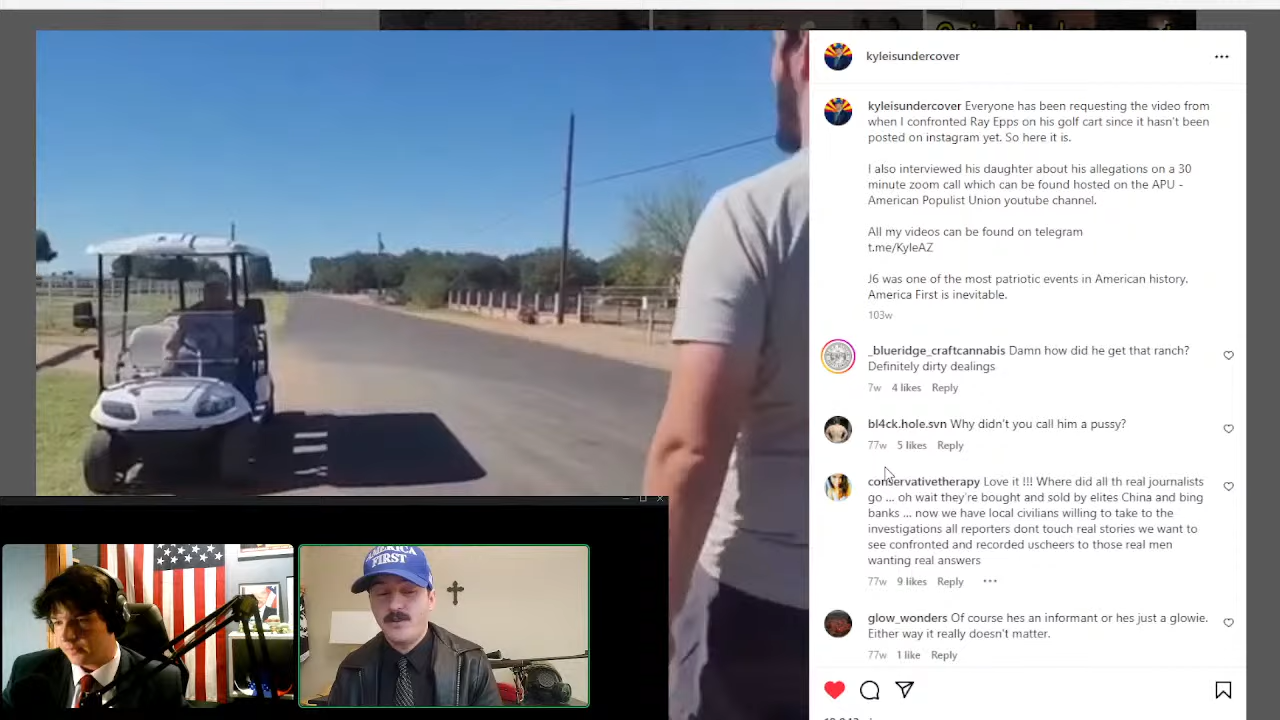 kyleisundercover
kyleisundercover Everyone has been requesting the video from
when I confronted Ray Epps on his golf cart since it hasn't been
posted on instagram yet. So here it is.
I also interviewed his daughter about his allegations on a 30
minute zoom call which can be found hosted on the APU -
American Populist Union youtube channel.
All my videos can be found on telegram
t.me/KyleAZ
J6 was one of the most patriotic events in American history.
America First is inevitable.
103w
_blueridge_craftcannabis Damn how did he get that ranch?
Definitely dirty dealings
7w 4 likes Reply
bl4ck.hole.svn Why didn't you call him a pussy?
77w 5 likes Reply
conservativetherapy Love it !!! Where did all th real journalists
go ... oh wait they're bought and sold by elites China and bing
banks ... now we have local civilians willing to take to the
investigations all reporters dont touch real stories we want to
see confronted and recorded uscheers to those real men
wanting real answers
77w 9 likes Reply
glow_wonders Of course hes an informant or hes just a glowie.
Either way it really doesn't matter.
77w 1 like Reply
AMERICA
FIRST